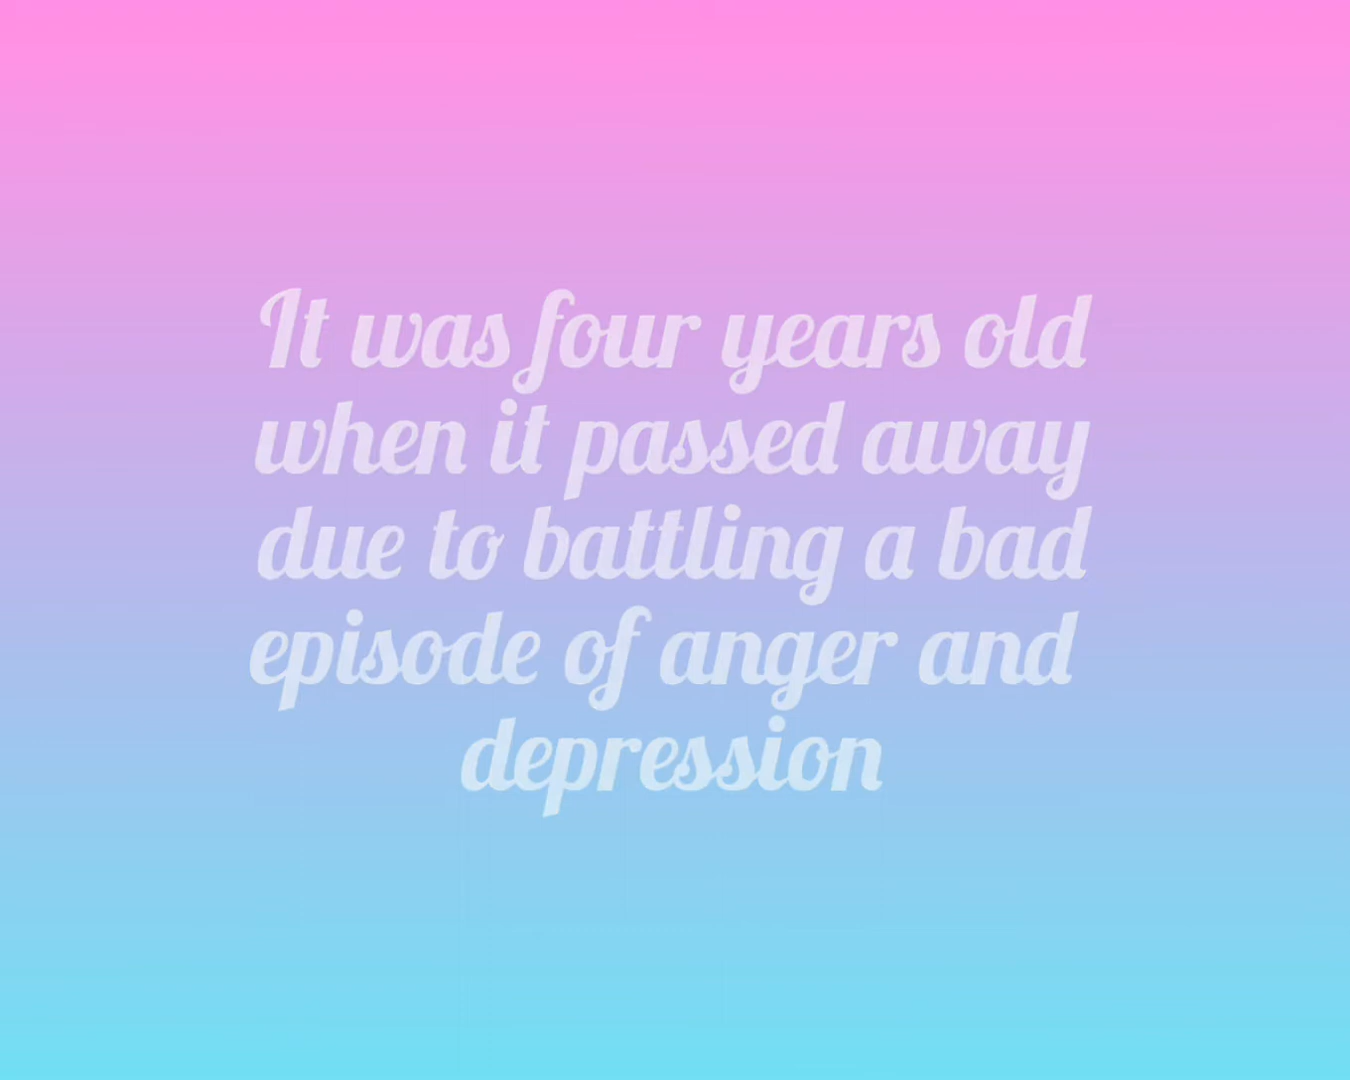 It was four years old
when it passed away
due to battling a bad
episode of anger and
depression